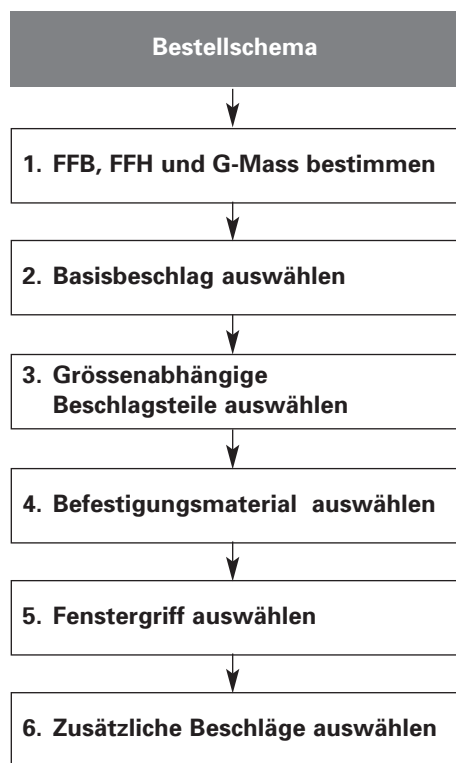 Bestellschema
1. FFB, FFH und G-Mass bestimmen
2. Basisbeschlag auswählen
3. Grössenabhängige
Beschlagsteile auswählen
4. Befestigungsmaterial auswählen
5. Fenstergriff auswählen
6. Zusätzliche Beschläge auswählen